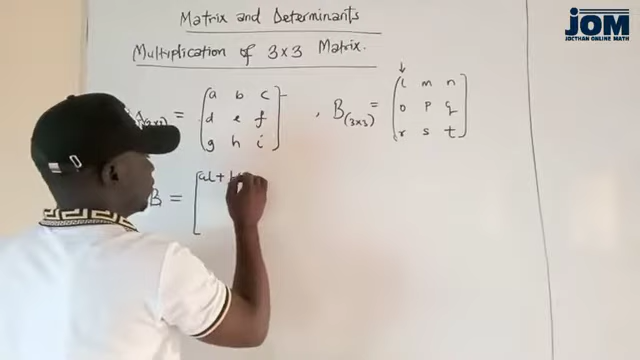 JOM
JOCTHAN ONLINE MATH
Matrix and Determinants
Multiplication of 3x3 Matrix.
A(3x3) = [a b c
d e f
g h i]
, B(3x3) = [l m n
o p q
r s t]
B = [al +